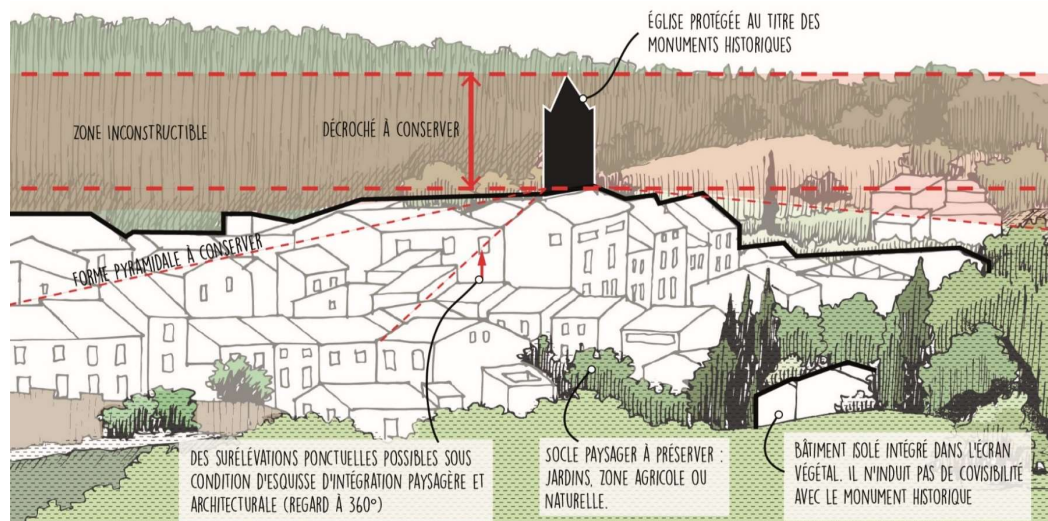 ÉGLISE PROTÉGÉE AU TITRE DES
MONUMENTS HISTORIQUES
ZONE INCONSTRUCTIBLE
DÉCROCHÉ À CONSERVER
FORME PYRAMIDALE À CONSERVER
DES SURÉLÉVATIONS PONCTUELLES POSSIBLES SOUS
CONDITION D'ESQUISSE D'INTÉGRATION PAYSAGÈRE ET
ARCHITECTURALE (REGARD À 360°)
SOCLE PAYSAGER À PRÉSERVER :
JARDINS, ZONE AGRICOLE OU
NATURELLE.
BÂTIMENT ISOLÉ INTÉGRÉ DANS L'ÉCRAN
VÉGÉTAL. IL N'INDUIT PAS DE COVISIBILITÉ
AVEC LE MONUMENT HISTORIQUE